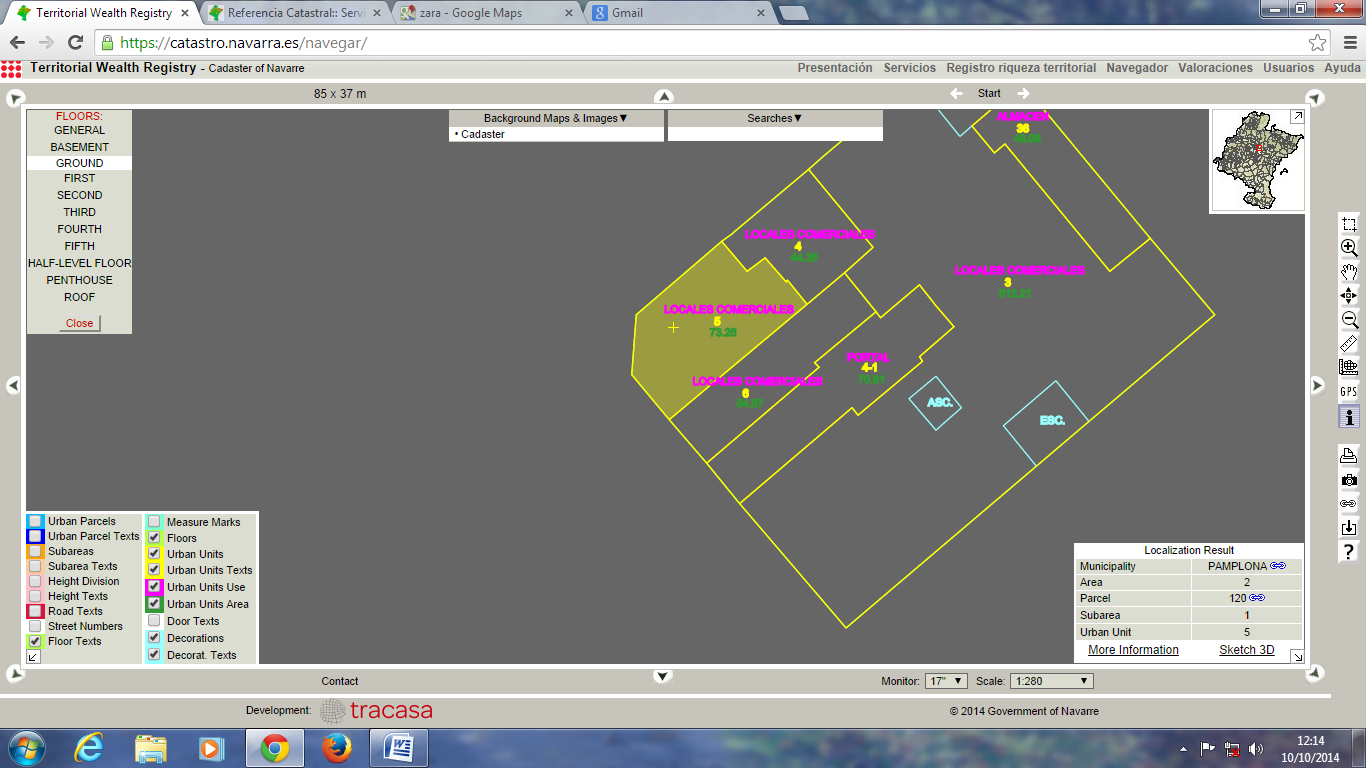 Territorial Wealth Registry
Referencia Catastral:: Servi
zara - Google Maps
Gmail
https://catastro.navarra.es/navegar/
Territorial Wealth Registry - Cadaster of Navarre
Presentación Servicios Registro riqueza territorial Navegador Valoraciones Usuarios Ayuda
85 x 37 m
Start
FLOORS:
GENERAL
BASEMENT
GROUND
FIRST
SECOND
THIRD
FOURTH
FIFTH
HALF-LEVEL FLOOR
PENTHOUSE
ROOF
Close
Background Maps & Images▼
• Cadaster
Searches▼
ALMACEN
36
LOCALES COMERCIALES
4
LOCALES COMERCIALES
3
LOCALES COMERCIALES
5
73.28
LOCALES COMERCIALES
6
PORTAL
4-1
ASC.
ESC.
GPS
Urban Parcels
Urban Parcel Texts
Subareas
Subarea Texts
Height Division
Height Texts
Road Texts
Street Numbers
Floor Texts
Measure Marks
Floors
Urban Units
Urban Units Texts
Urban Units Use
Urban Units Area
Door Texts
Decorations
Decorat. Texts
Localization Result
Municipality PAMPLONA
Area 2
Parcel 120
Subarea 1
Urban Unit 5
More Information Sketch 3D
Contact
Monitor: 17" ▼ Scale: 1:280 ▼
Development: tracasa
© 2014 Government of Navarre
12:14
10/10/2014